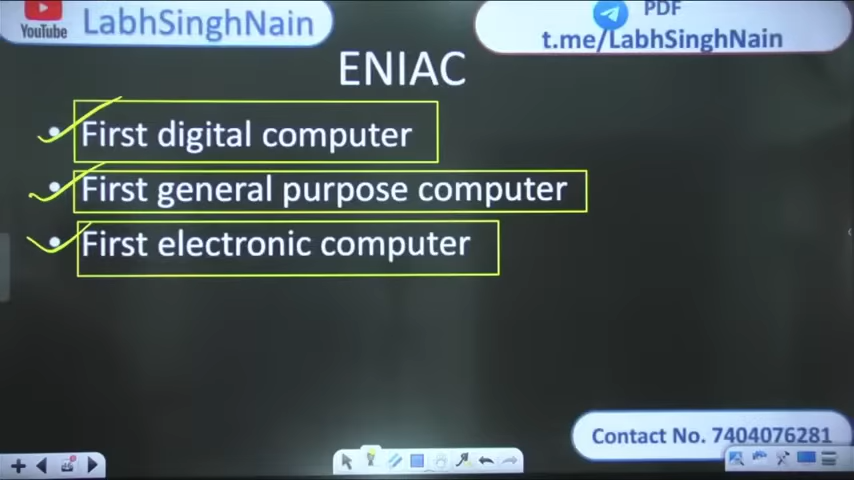 YouTube
LabhSinghNain
PDF
t.me/LabhSinghNain
ENIAC
• First digital computer
• First general purpose computer
• First electronic computer
Contact No. 7404076281